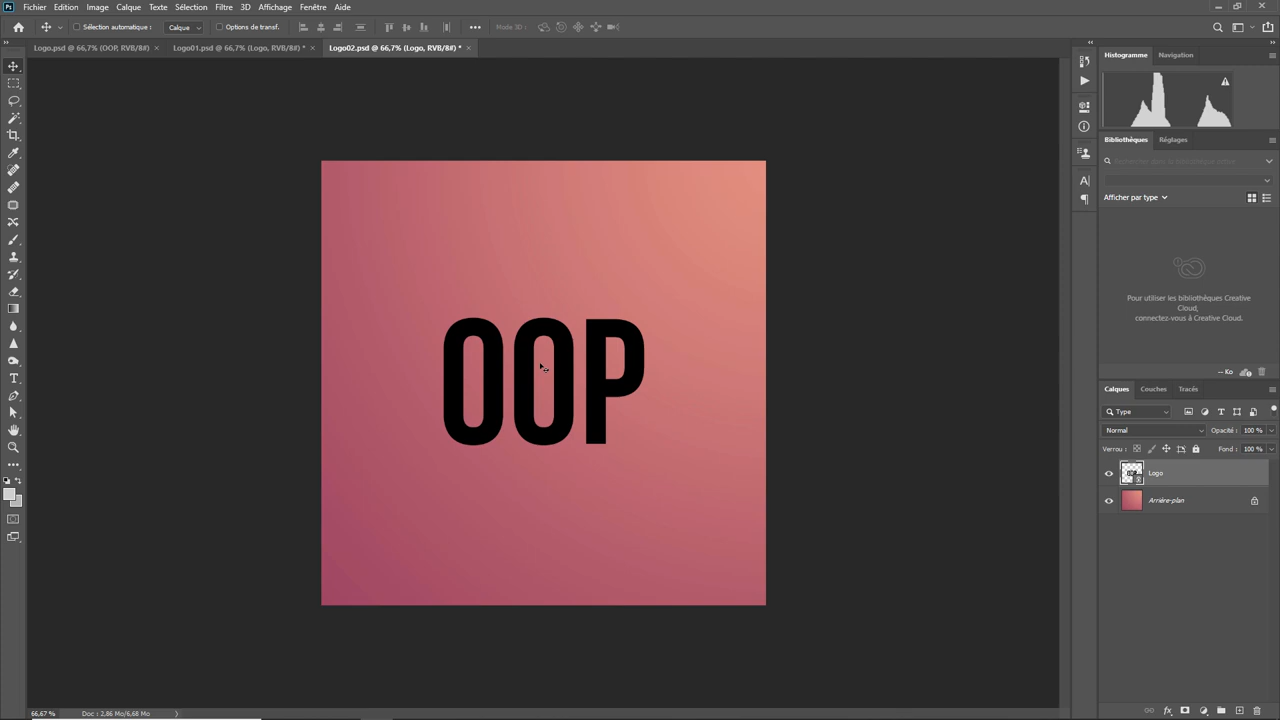 Ps Fichier Edition Image Calque Texte Sélection Filtre 3D Affichage Fenêtre Aide
Sélection automatique : Calque Options de transf. Mode 3D :
Logo.psd @ 66,7% (OOP, RVB/8#) × Logo01.psd @ 66,7% (Logo, RVB/8#) * × Logo02.psd @ 66,7% (Logo, RVB/8#) * ×
Histogramme Navigation
Bibliothèques Réglages
Afficher par type
Pour utiliser les bibliothèques Creative
Cloud,
connectez-vous à Creative Cloud.
OOP
-- Ko
Calques Couches Tracés
Type
Normal Opacité : 100 %
Verrou : Fond : 100 %
Logo
Arrière-plan
66,67 % Doc : 2,86 Mo/6,68 Mo